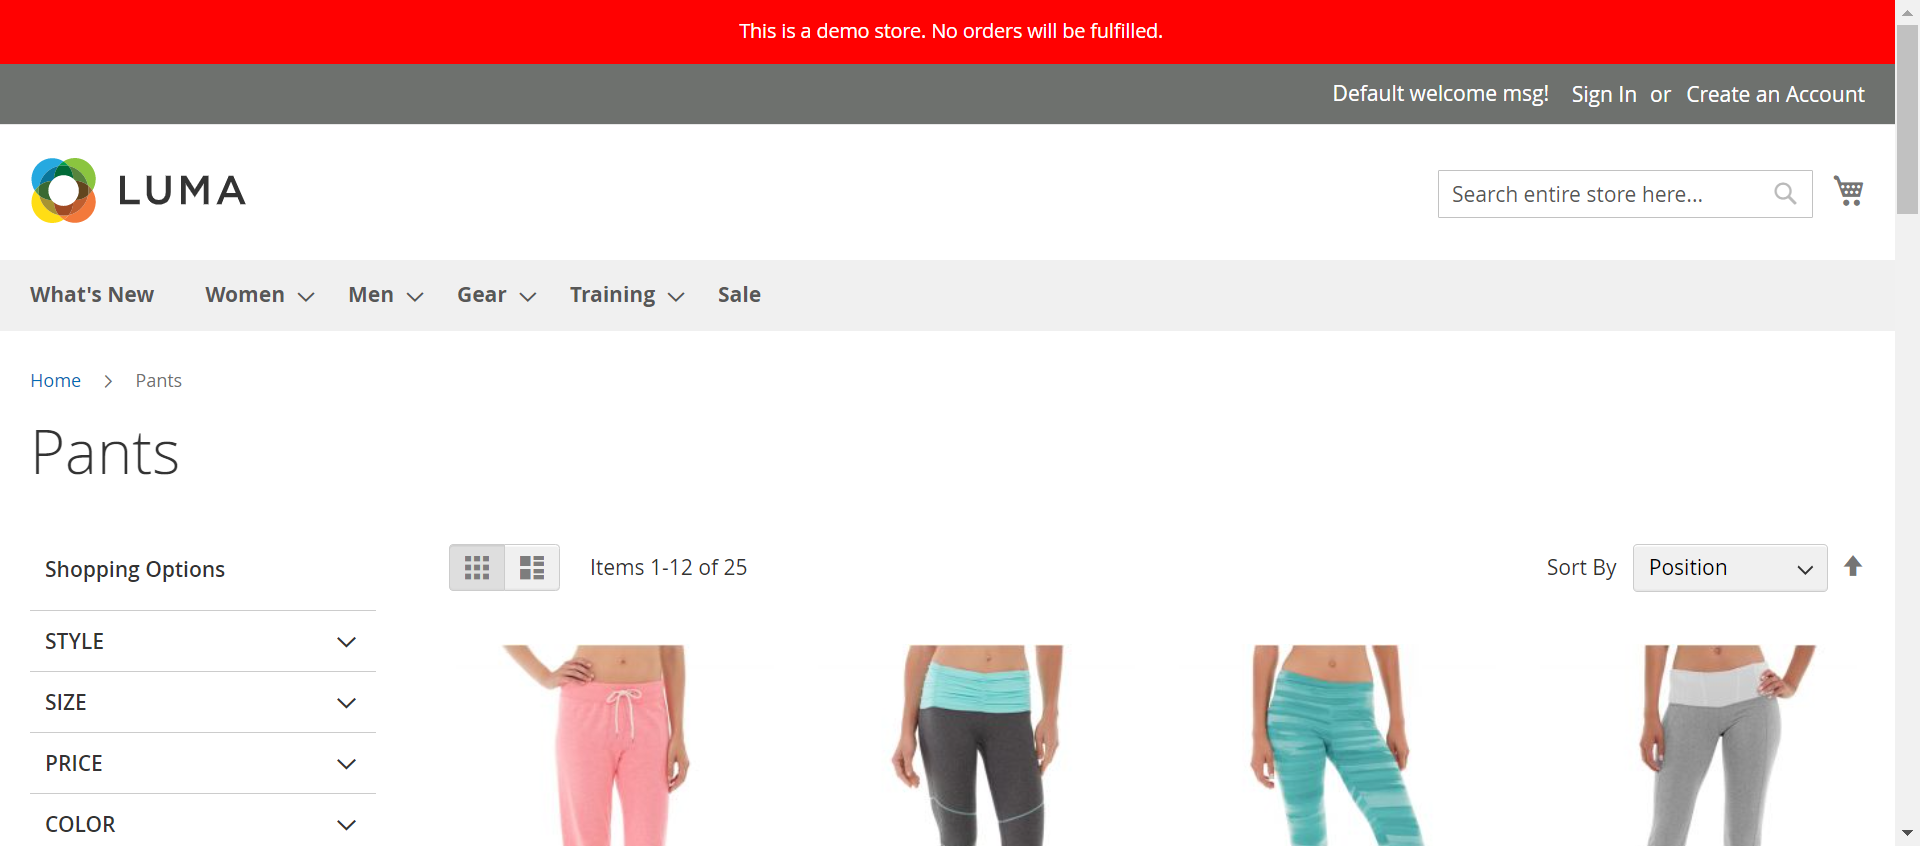 This is a demo store. No orders will be fulfilled.
Default welcome msg! Sign In or Create an Account
LUMA
Search entire store here...
What's New Women Men Gear Training Sale
Home > Pants
Pants
Shopping Options
Items 1-12 of 25
Sort By Position
STYLE
SIZE
PRICE
COLOR